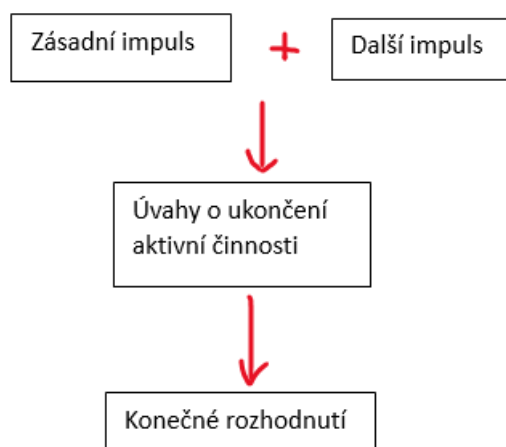 Zásadní impuls + Další impuls
Úvahy o ukončení
aktivní činnosti
Konečné rozhodnutí